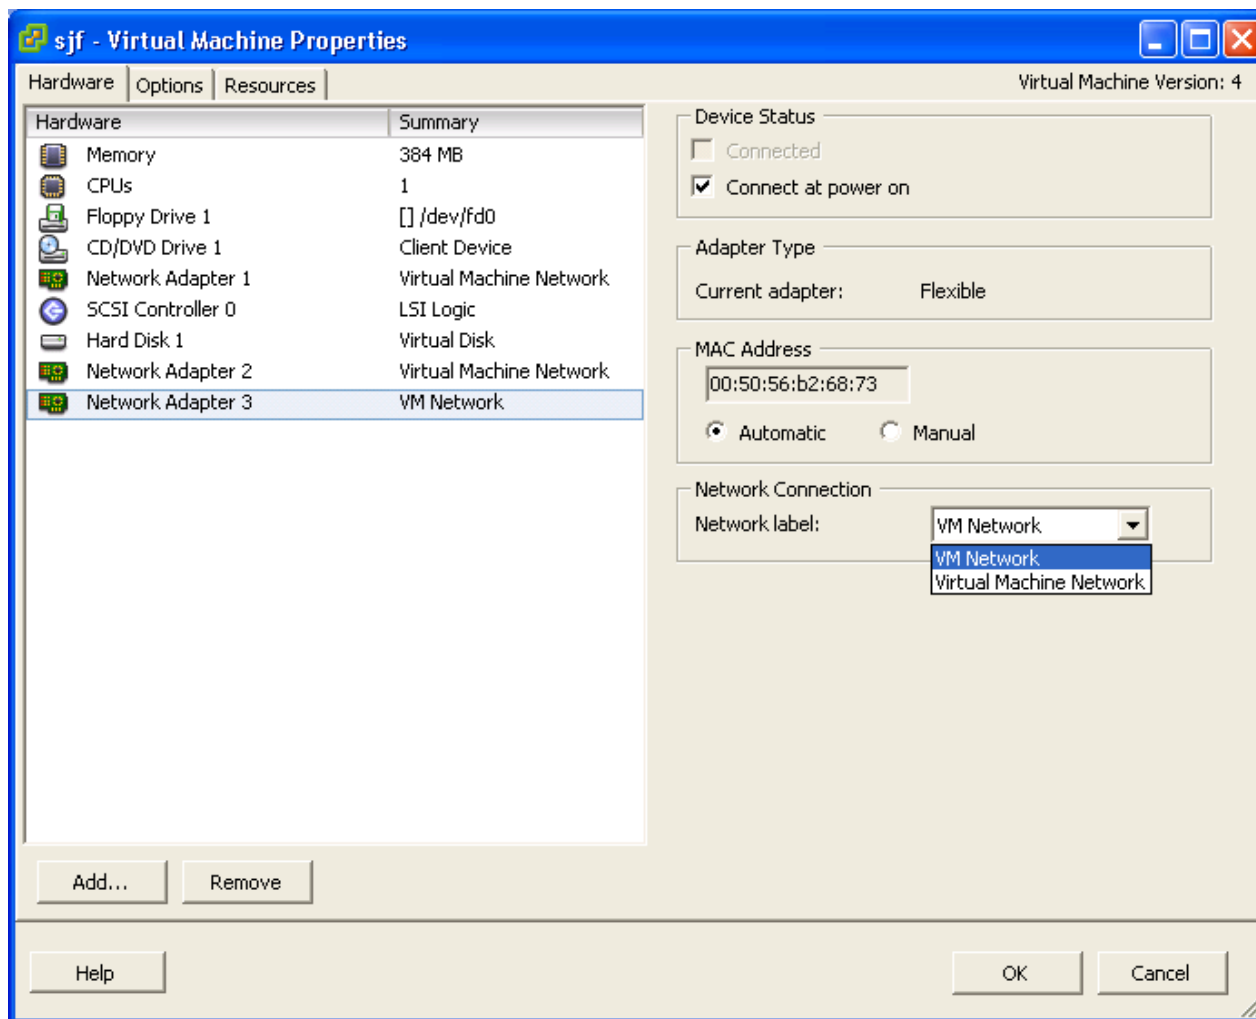 sjf - Virtual Machine Properties
Hardware Options Resources Virtual Machine Version: 4
Hardware Summary
Memory 384 MB
CPUs 1
Floppy Drive 1 [] /dev/fd0
CD/DVD Drive 1 Client Device
Network Adapter 1 Virtual Machine Network
SCSI Controller 0 LSI Logic
Hard Disk 1 Virtual Disk
Network Adapter 2 Virtual Machine Network
Network Adapter 3 VM Network
Add... Remove
Device Status
Connected
Connect at power on
Adapter Type
Current adapter: Flexible
MAC Address
00:50:56:b2:68:73
Automatic Manual
Network Connection
Network label: VM Network
VM Network
Virtual Machine Network
Help OK Cancel